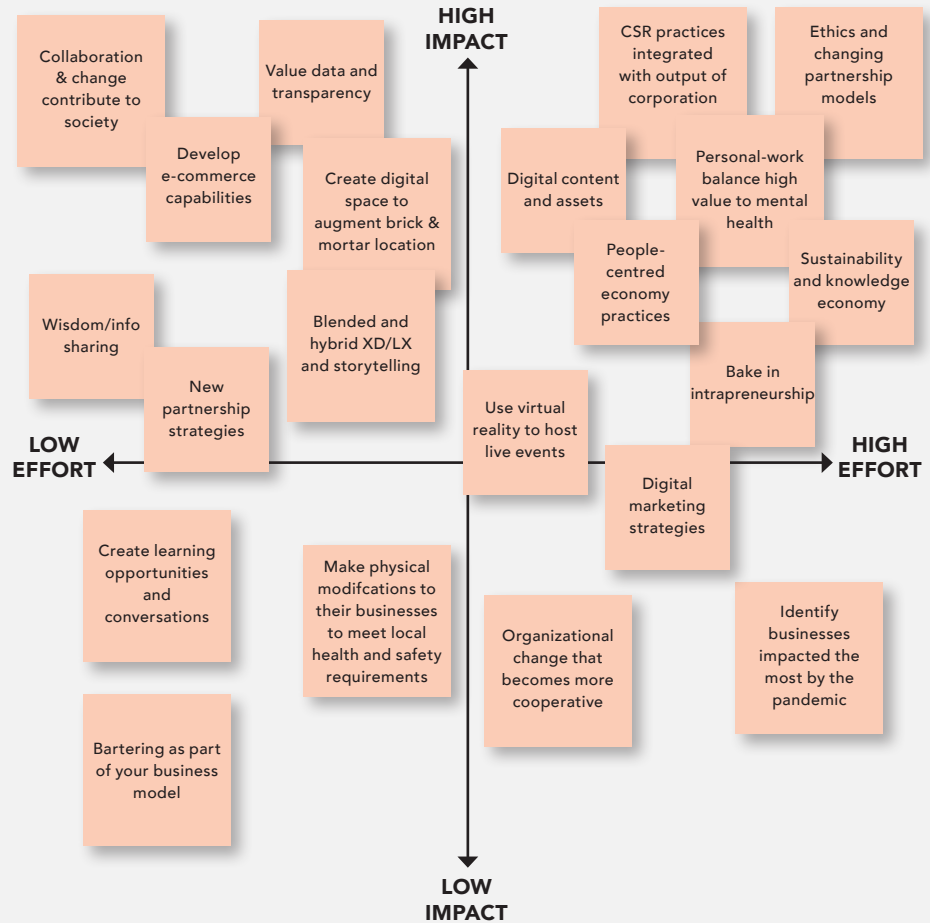 HIGH
IMPACT
Collaboration
& change
contribute to
society
Value data and
transparency
Develop
e-commerce
capabilities
Create digital
space to
augment brick &
mortar location
Wisdom/info
sharing
Blended and
hybrid XD/LX
and storytelling
New
partnership
strategies
CSR practices
integrated
with output of
corporation
Ethics and
changing
partnership
models
Digital content
and assets
Personal-work
balance high
value to mental
health
People-
centred
economy
practices
Sustainability
and knowledge
economy
Bake in
intrapreneurship
Use virtual
reality to host
live events
LOW
EFFORT
HIGH
EFFORT
Digital
marketing
strategies
Create learning
opportunities
and
conversations
Make physical
modifcations to
their businesses
to meet local
health and safety
requirements
Organizational
change that
becomes more
cooperative
Identify
businesses
impacted the
most by the
pandemic
Bartering as part
of your business
model
LOW
IMPACT